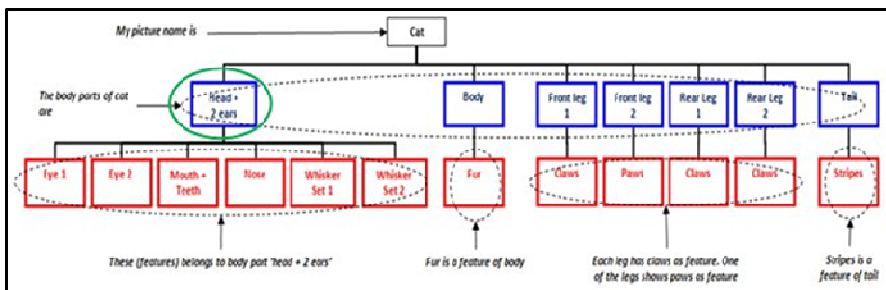 My picture name is
Cat
The body parts of cat
are
Head +
2 ears
Body
Front leg
1
Front leg
2
Rear Leg
1
Rear Leg
2
Tail
Eye 1
Eye 2
Mouth +
Teeth
Nose
Whisker
Set 1
Whisker
Set 2
Fur
Claws
Paws
Claws
Claws
Stripes
These (features) belongs to body part "head + 2 ears"
Fur is a feature of body
Each leg has claws as feature. One
of the legs shows paws as feature
Stripes is a
feature of tail